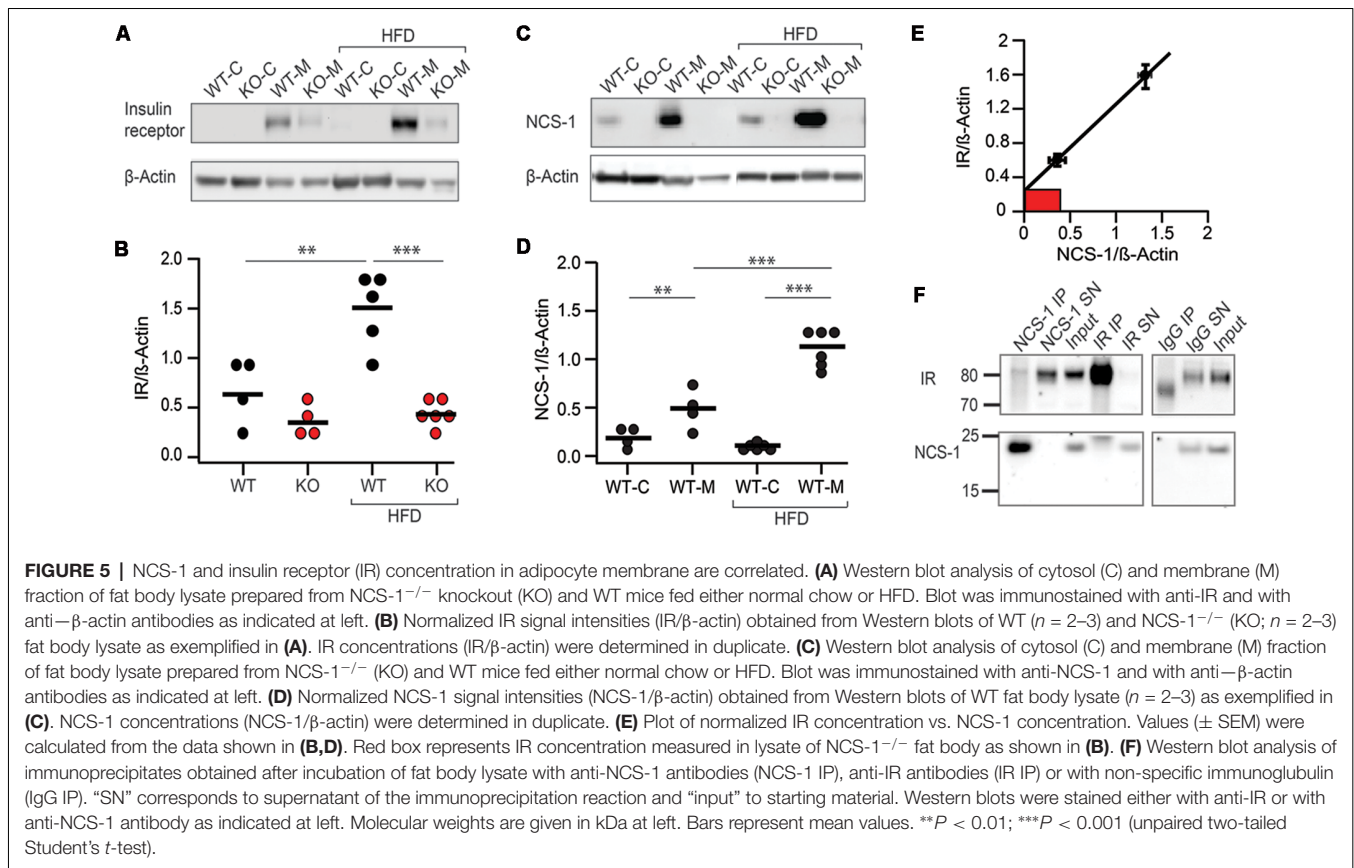 A
HFD
WT-C KO-C WT-M KO-M WT-C KO-C WT-M KO-M
Insulin
receptor
β-Actin
B
** ***
IR/ß-Actin
2.0
1.5
1.0
0.5
0.0
WT KO WT KO
HFD
C
HFD
WT-C KO-C WT-M KO-M WT-C KO-C WT-M KO-M
NCS-1
β-Actin
D
***
** ***
NCS-1/ß-Actin
2.0
1.5
1.0
0.5
0.0
WT-C WT-M WT-C WT-M
HFD
E
IR/ß-Actin
2
1.6
1.2
0.8
0.4
0
0 0.5 1 1.5 2
NCS-1/ß-Actin
F
NCS-1 IP NCS-1 SN Input IR IP IR SN IgG IP IgG SN Input
IR
80
70
NCS-1
25
15
FIGURE 5 | NCS-1 and insulin receptor (IR) concentration in adipocyte membrane are correlated. (A) Western blot analysis of cytosol (C) and membrane (M)
fraction of fat body lysate prepared from NCS-1−/− knockout (KO) and WT mice fed either normal chow or HFD. Blot was immunostained with anti-IR and with
anti—β-actin antibodies as indicated at left. (B) Normalized IR signal intensities (IR/β-actin) obtained from Western blots of WT (n = 2–3) and NCS-1−/− (KO; n = 2–3)
fat body lysate as exemplified in (A). IR concentrations (IR/β-actin) were determined in duplicate. (C) Western blot analysis of cytosol (C) and membrane (M) fraction
of fat body lysate prepared from NCS-1−/− (KO) and WT mice fed either normal chow or HFD. Blot was immunostained with anti-NCS-1 and with anti—β-actin
antibodies as indicated at left. (D) Normalized NCS-1 signal intensities (NCS-1/β-actin) obtained from Western blots of WT fat body lysate (n = 2–3) as exemplified in
(C). NCS-1 concentrations (NCS-1/β-actin) were determined in duplicate. (E) Plot of normalized IR concentration vs. NCS-1 concentration. Values (± SEM) were
calculated from the data shown in (B,D). Red box represents IR concentration measured in lysate of NCS-1−/− fat body as shown in (B). (F) Western blot analysis of
immunoprecipitates obtained after incubation of fat body lysate with anti-NCS-1 antibodies (NCS-1 IP), anti-IR antibodies (IR IP) or with non-specific immunoglubulin
(IgG IP). “SN” corresponds to supernatant of the immunoprecipitation reaction and “input” to starting material. Western blots were stained either with anti-IR or with
anti-NCS-1 antibody as indicated at left. Molecular weights are given in kDa at left. Bars represent mean values. **P < 0.01; ***P < 0.001 (unpaired two-tailed
Student’s t-test).